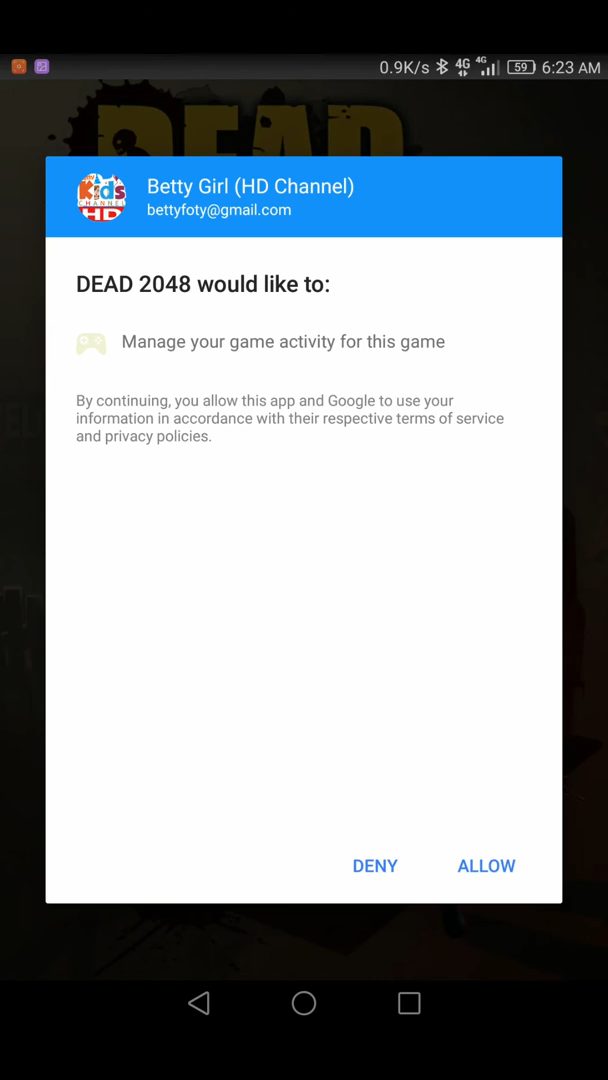 0.9K/s 4G 4G 59 6:23 AM
DEAD
Kids
CHANNEL
HD
Betty Girl (HD Channel)
bettyfoty@gmail.com
DEAD 2048 would like to:
Manage your game activity for this game
By continuing, you allow this app and Google to use your
information in accordance with their respective terms of service
and privacy policies.
DENY
ALLOW